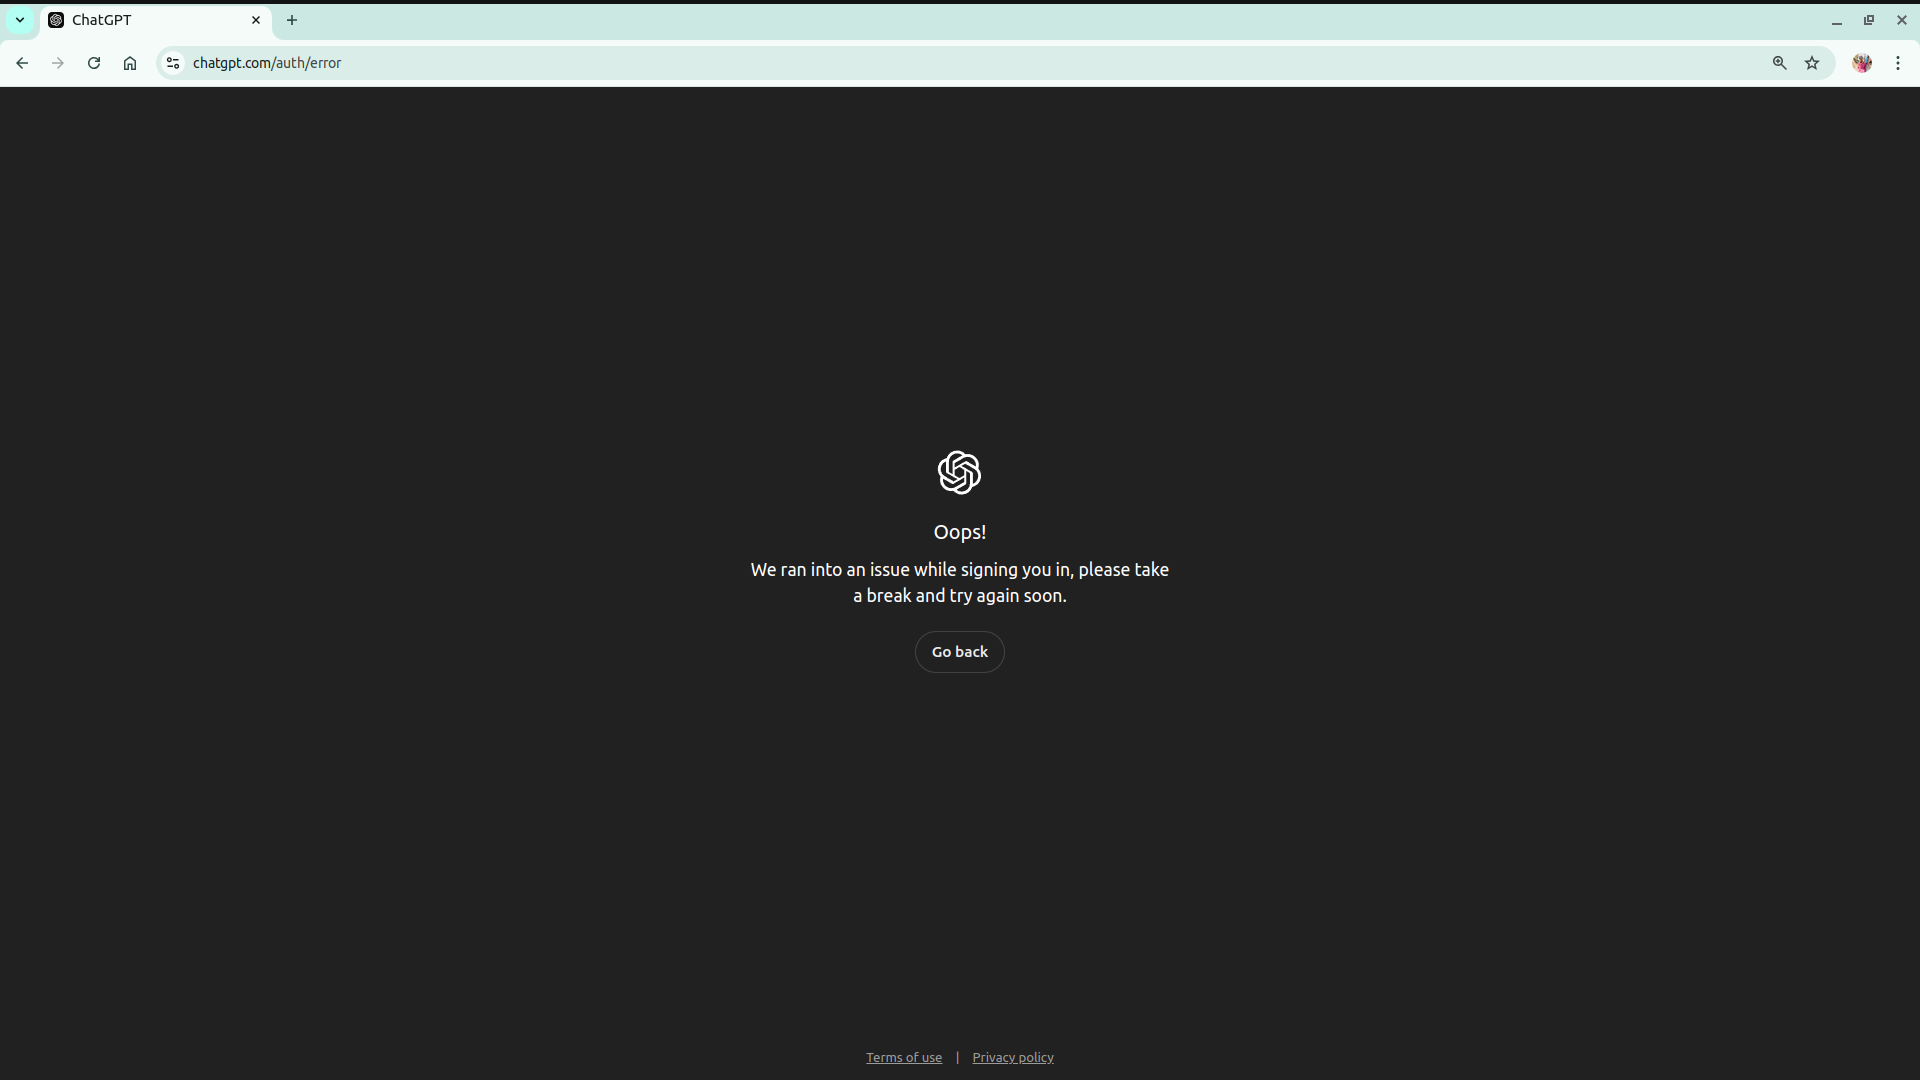 ChatGPT
chatgpt.com/auth/error
Oops!
We ran into an issue while signing you in, please take
a break and try again soon.
Go back
Terms of use | Privacy policy